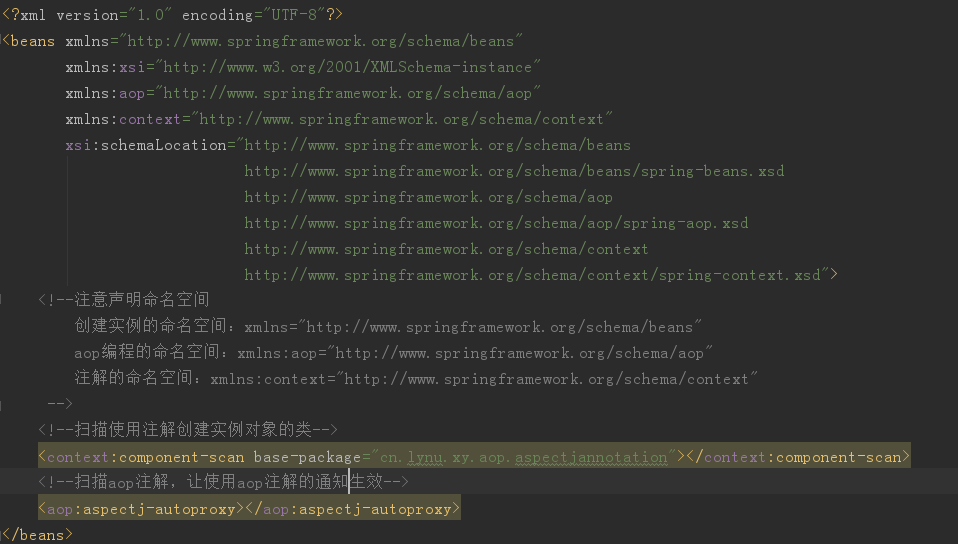 <?xml version="1.0" encoding="UTF-8"?>
<beans xmlns="http://www.springframework.org/schema/beans"
xmlns:xsi="http://www.w3.org/2001/XMLSchema-instance"
xmlns:aop="http://www.springframework.org/schema/aop"
xmlns:context="http://www.springframework.org/schema/context"
xsi:schemaLocation="http://www.springframework.org/schema/beans
http://www.springframework.org/schema/beans/spring-beans.xsd
http://www.springframework.org/schema/aop
http://www.springframework.org/schema/aop/spring-aop.xsd
http://www.springframework.org/schema/context
http://www.springframework.org/schema/context/spring-context.xsd">
<!--注意声明命名空间
创建实例的命名空间：xmlns="http://www.springframework.org/schema/beans"
aop编程的命名空间：xmlns:aop="http://www.springframework.org/schema/aop"
注解的命名空间：xmlns:context="http://www.springframework.org/schema/context"
-->
<!--扫描使用注解创建实例对象的类-->
<context:component-scan base-package="cn.lynu.xy.aop.aspectjannotation"></context:component-scan>
<!--扫描aop注解，让使用aop注解的通知生效-->
<aop:aspectj-autoproxy></aop:aspectj-autoproxy>
</beans>